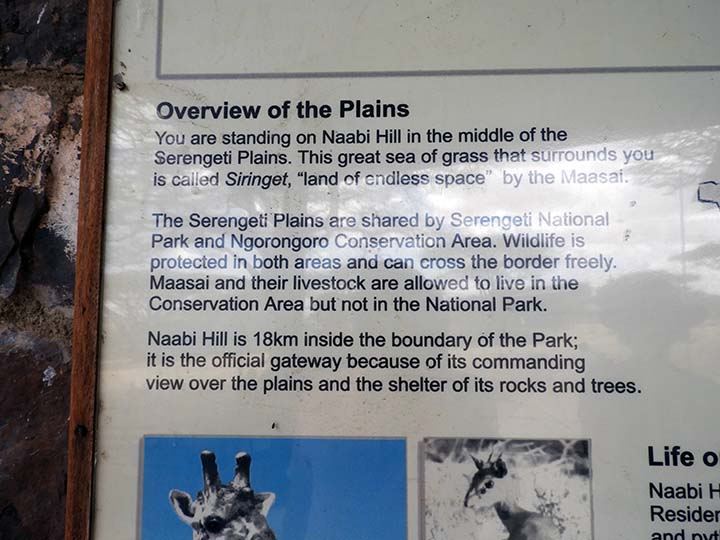 Overview of the Plains
You are standing on Naabi Hill in the middle of the
Serengeti Plains. This great sea of grass that surrounds you
is called Siringet, “land of endless space” by the Maasai.
The Serengeti Plains are shared by Serengeti National
Park and Ngorongoro Conservation Area. Wildlife is
protected in both areas and can cross the border freely.
Maasai and their livestock are allowed to live in the
Conservation Area but not in the National Park.
Naabi Hill is 18km inside the boundary of the Park;
it is the official gateway because of its commanding
view over the plains and the shelter of its rocks and trees.
Life
Naabi
and